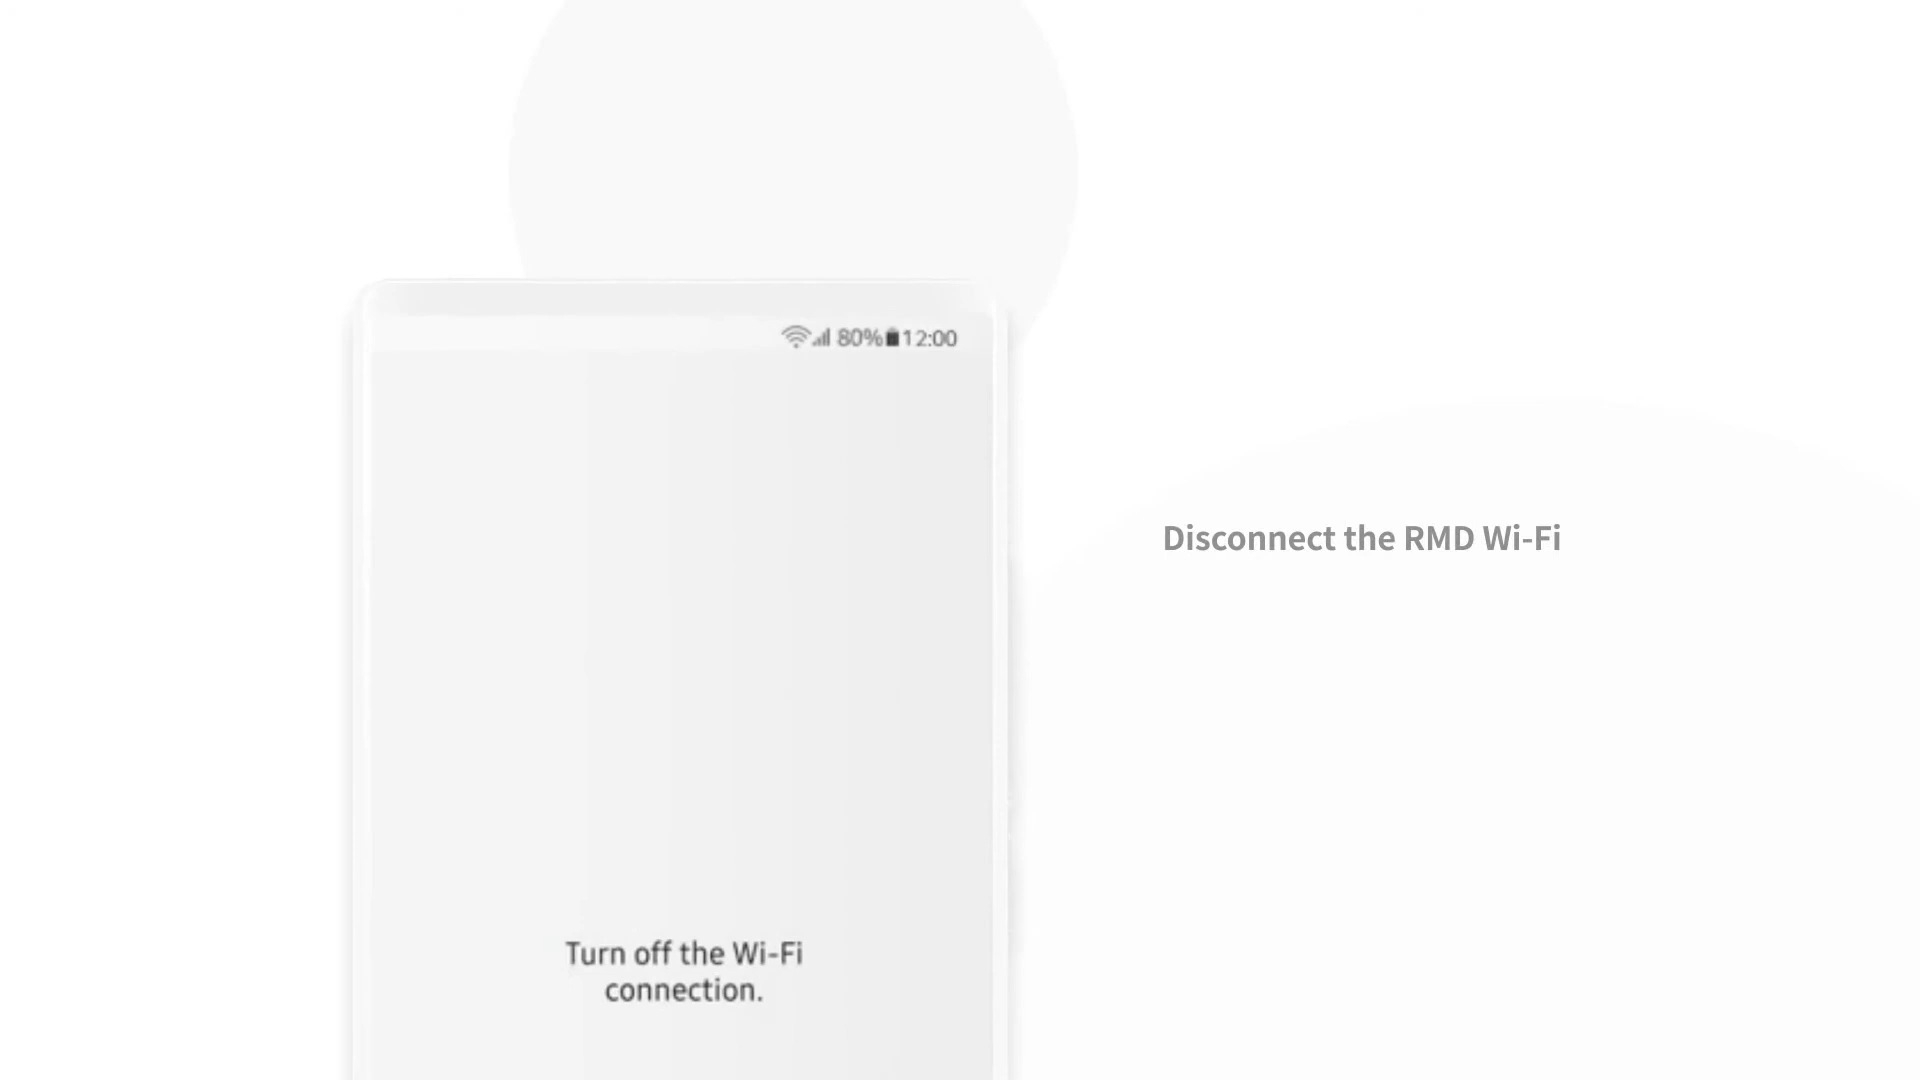 80% 12:00
Disconnect the RMD Wi-Fi
Turn off the Wi-Fi
connection.